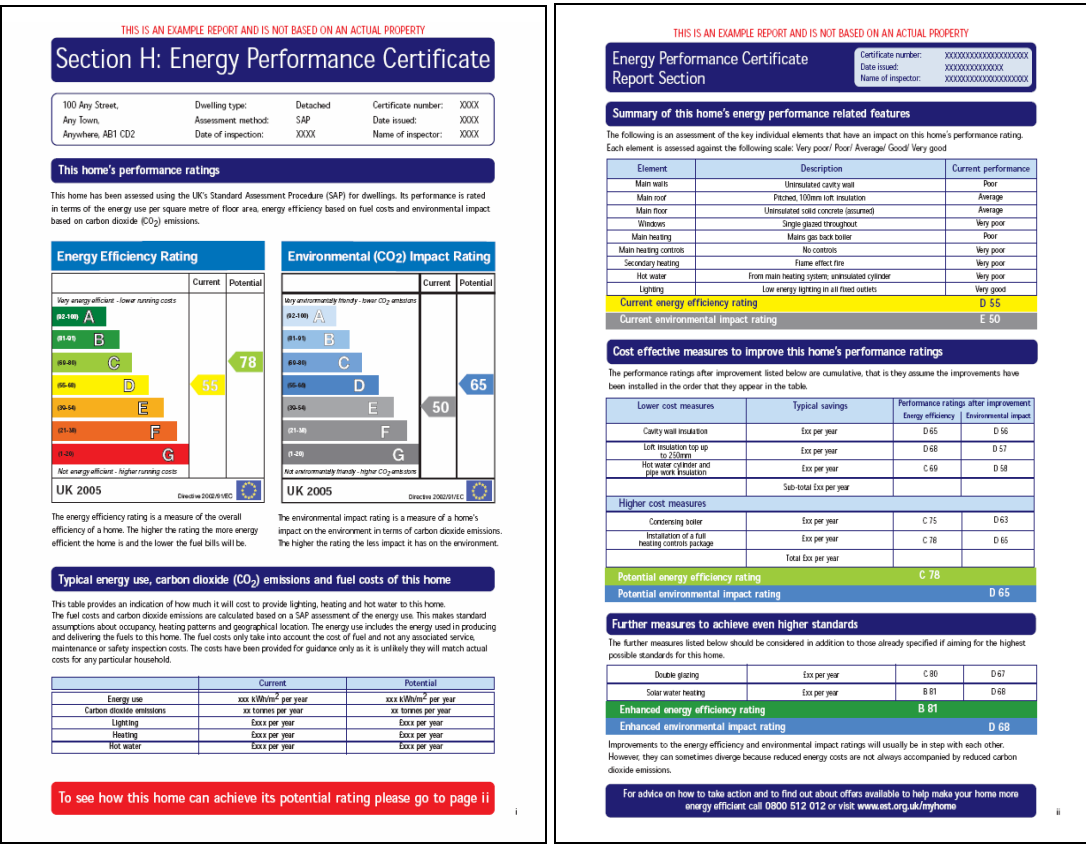 THIS IS AN EXAMPLE REPORT AND IS NOT BASED ON AN ACTUAL PROPERTY
Section H: Energy Performance Certificate
100 Any Street, Dwelling type: Detached Certificate number: XXXX
Any Town, Assessment method: SAP Date issued: XXXX
Anywhere, AB1 CD2 Date of inspection: XXXX Name of inspector: XXXX
This home's performance ratings
This home has been assessed using the UK's Standard Assessment Procedure (SAP) for dwellings. Its performance is rated
in terms of the energy use per square metre of floor area, energy efficiency based on fuel costs and environmental impact
based on carbon dioxide (CO2) emissions.
Energy Efficiency Rating
Current Potential
Very energy efficient - lower running costs
(92-100) A
(81-91) B
(69-80) C
78
(55-68) D
55
(39-54) E
(21-38) F
(1-20) G
Not energy efficient - higher running costs
UK 2005 Directive 2002/91/EC
Environmental (CO2) Impact Rating
Current Potential
Very environmentally friendly - lower CO2 emissions
(92-100) A
(81-91) B
(69-80) C
(55-68) D
65
(39-54) E
50
(21-38) F
(1-20) G
Not environmentally friendly - higher CO2 emissions
UK 2005 Directive 2002/91/EC
The energy efficiency rating is a measure of the overall
efficiency of a home. The higher the rating the more energy
efficient the home is and the lower the fuel bills will be.
The environmental impact rating is a measure of a home's
impact on the environment in terms of carbon dioxide emissions.
The higher the rating the less impact it has on the environment.
Typical energy use, carbon dioxide (CO2) emissions and fuel costs of this home
This table provides an indication of how much it will cost to provide lighting, heating and hot water to this home.
The fuel costs and carbon dioxide emissions are calculated based on a SAP assessment of the energy use. This makes standard
assumptions about occupancy, heating patterns and geographical location. The energy use includes the energy used in producing
and delivering the fuels to this home. The fuel costs only take into account the cost of fuel and not any associated service,
maintenance or safety inspection costs. The costs have been provided for guidance only as it is unlikely they will match actual
costs for any particular household.
Current Potential
Energy use xxx kWh/m2 per year xxx kWh/m2 per year
Carbon dioxide emissions xx tonnes per year xx tonnes per year
Lighting £xxx per year £xxx per year
Heating £xxx per year £xxx per year
Hot water £xxx per year £xxx per year
To see how this home can achieve its potential rating please go to page ii
i
THIS IS AN EXAMPLE REPORT AND IS NOT BASED ON AN ACTUAL PROPERTY
Energy Performance Certificate
Report Section
Certificate number: XXXXXXXXXXXXXXXXXXXX
Date issued: XXXXXXXXXXXXXX
Name of inspector: XXXXXXXXXXXXXXXXXXXX
Summary of this home's energy performance related features
The following is an assessment of the key individual elements that have an impact on this home's performance rating.
Each element is assessed against the following scale: Very poor/ Poor/ Average/ Good/ Very good
Element Description Current performance
Main walls Uninsulated cavity wall Poor
Main roof Pitched, 100mm loft insulation Average
Main floor Uninsulated solid concrete (assumed) Average
Windows Single glazed throughout Very poor
Main heating Mains gas back boiler Poor
Main heating controls No controls Very poor
Secondary heating Flame effect fire Very poor
Hot water From main heating system; uninsulated cylinder Very poor
Lighting Low energy lighting in all fixed outlets Very good
Current energy efficiency rating D 55
Current environmental impact rating E 50
Cost effective measures to improve this home's performance ratings
The performance ratings after improvement listed below are cumulative, that is they assume the improvements have
been installed in the order that they appear in the table.
Lower cost measures Typical savings Performance ratings after improvement
Energy efficiency Environmental impact
Cavity wall insulation £xx per year D 65 D 56
Loft insulation top up
to 250mm £xx per year D 68 D 57
Hot water cylinder and
pipe work insulation £xx per year C 69 D 58
Sub-total £xx per year
Higher cost measures
Condensing boiler £xx per year C 75 D 63
Installation of a full
heating controls package £xx per year C 78 D 65
Total £xx per year
Potential energy efficiency rating C 78
Potential environmental impact rating D 65
Further measures to achieve even higher standards
The further measures listed below should be considered in addition to those already specified if aiming for the highest
possible standards for this home.
Double glazing £xx per year C 80 D 67
Solar water heating £xx per year B 81 D 68
Enhanced energy efficiency rating B 81
Enhanced environmental impact rating D 68
Improvements to the energy efficiency and environmental impact ratings will usually be in step with each other.
However, they can sometimes diverge because reduced energy costs are not always accompanied by reduced carbon
dioxide emissions.
For advice on how to take action and to find out about offers available to help make your home more
energy efficient call 0800 512 012 or visit www.est.org.uk/myhome
ii